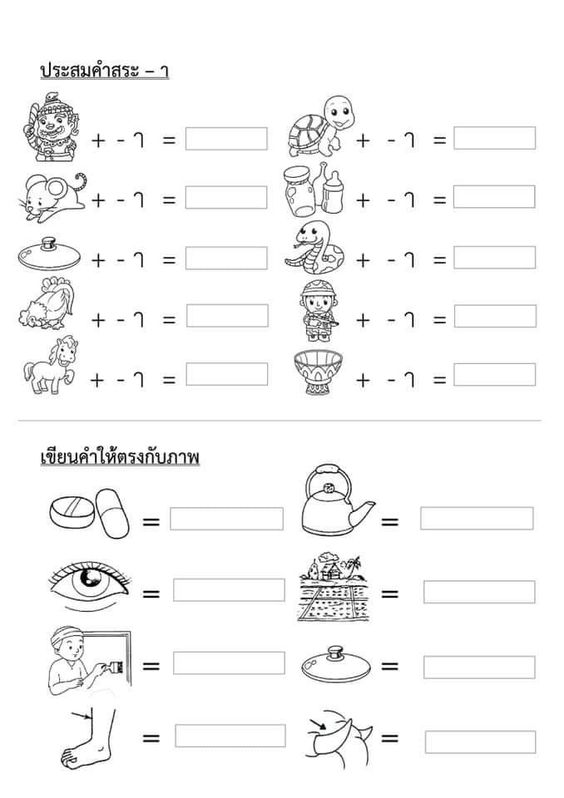 ประสมคำสระ – า
+ - า = + - า =
+ - า = + - า =
+ - า = + - า =
+ - า = + - า =
+ - า = + - า =
เขียนคำให้ตรงกับภาพ
= =
= =
= =
= =